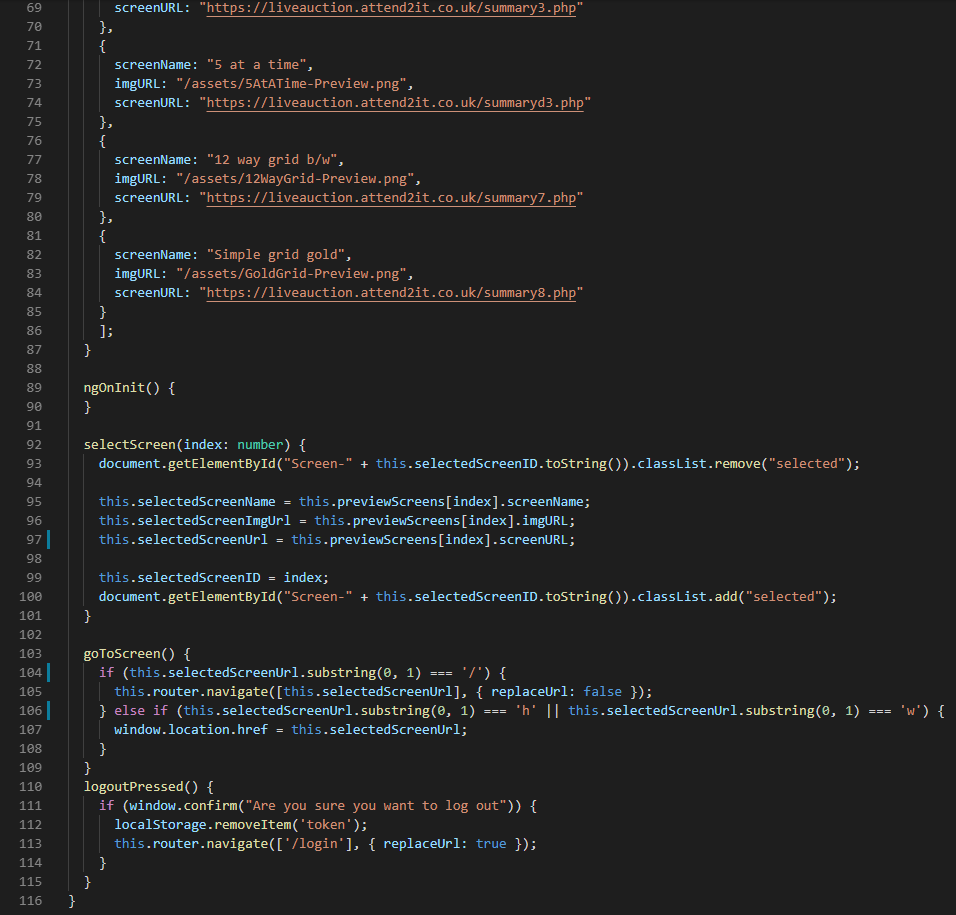 69 screenURL: "https://liveauction.attend2it.co.uk/summary3.php"
70 },
71 {
72 screenName: "5 at a time",
73 imgURL: "/assets/5AtATime-Preview.png",
74 screenURL: "https://liveauction.attend2it.co.uk/summaryd3.php"
75 },
76 {
77 screenName: "12 way grid b/w",
78 imgURL: "/assets/12WayGrid-Preview.png",
79 screenURL: "https://liveauction.attend2it.co.uk/summary7.php"
80 },
81 {
82 screenName: "Simple grid gold",
83 imgURL: "/assets/GoldGrid-Preview.png",
84 screenURL: "https://liveauction.attend2it.co.uk/summary8.php"
85 }
86 ];
87 }
88
89 ngOnInit() {
90 }
91
92 selectScreen(index: number) {
93 document.getElementById("Screen-" + this.selectedScreenID.toString()).classList.remove("selected");
94
95 this.selectedScreenName = this.previewScreens[index].screenName;
96 this.selectedScreenImgUrl = this.previewScreens[index].imgURL;
97 this.selectedScreenUrl = this.previewScreens[index].screenURL;
98
99 this.selectedScreenID = index;
100 document.getElementById("Screen-" + this.selectedScreenID.toString()).classList.add("selected");
101 }
102
103 goToScreen() {
104 if (this.selectedScreenUrl.substring(0, 1) === '/') {
105 this.router.navigate([this.selectedScreenUrl], { replaceUrl: false });
106 } else if (this.selectedScreenUrl.substring(0, 1) === 'h' || this.selectedScreenUrl.substring(0, 1) === 'w') {
107 window.location.href = this.selectedScreenUrl;
108 }
109 }
110 logoutPressed() {
111 if (window.confirm("Are you sure you want to log out")) {
112 localStorage.removeItem('token');
113 this.router.navigate(['/login'], { replaceUrl: true });
114 }
115 }
116 }